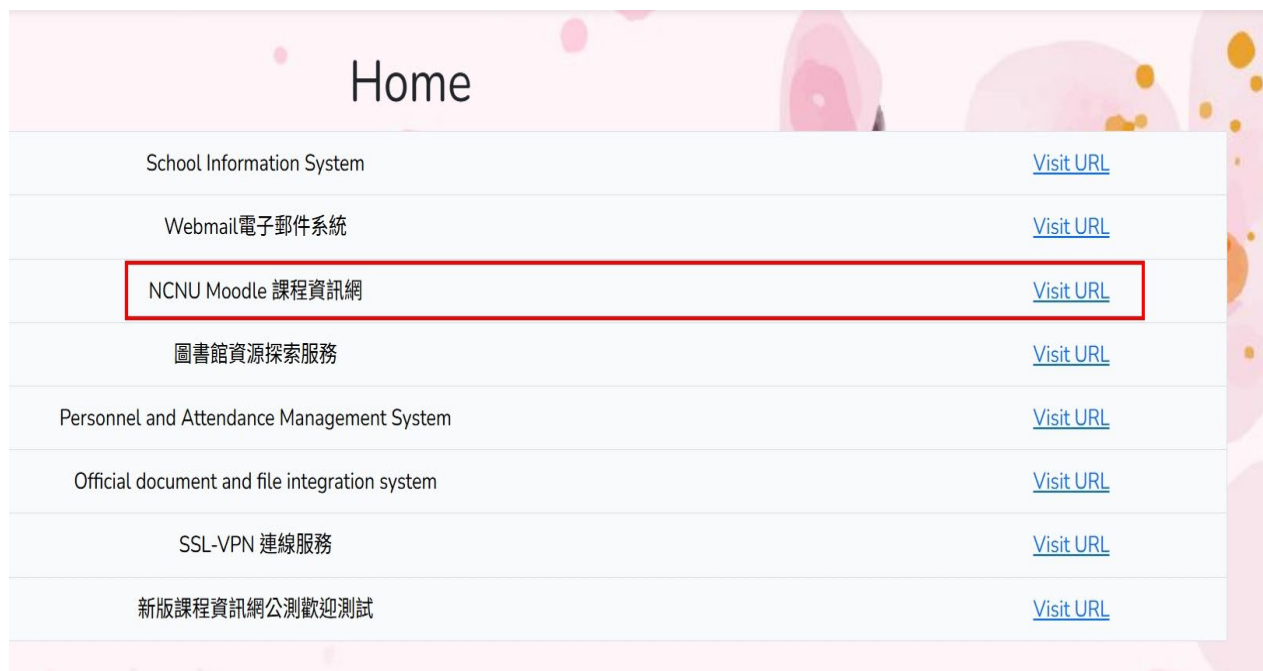 Home
School Information System Visit URL
Webmail電子郵件系統 Visit URL
NCNU Moodle 課程資訊網 Visit URL
圖書館資源探索服務 Visit URL
Personnel and Attendance Management System Visit URL
Official document and file integration system Visit URL
SSL-VPN 連線服務 Visit URL
新版課程資訊網公測歡迎測試 Visit URL